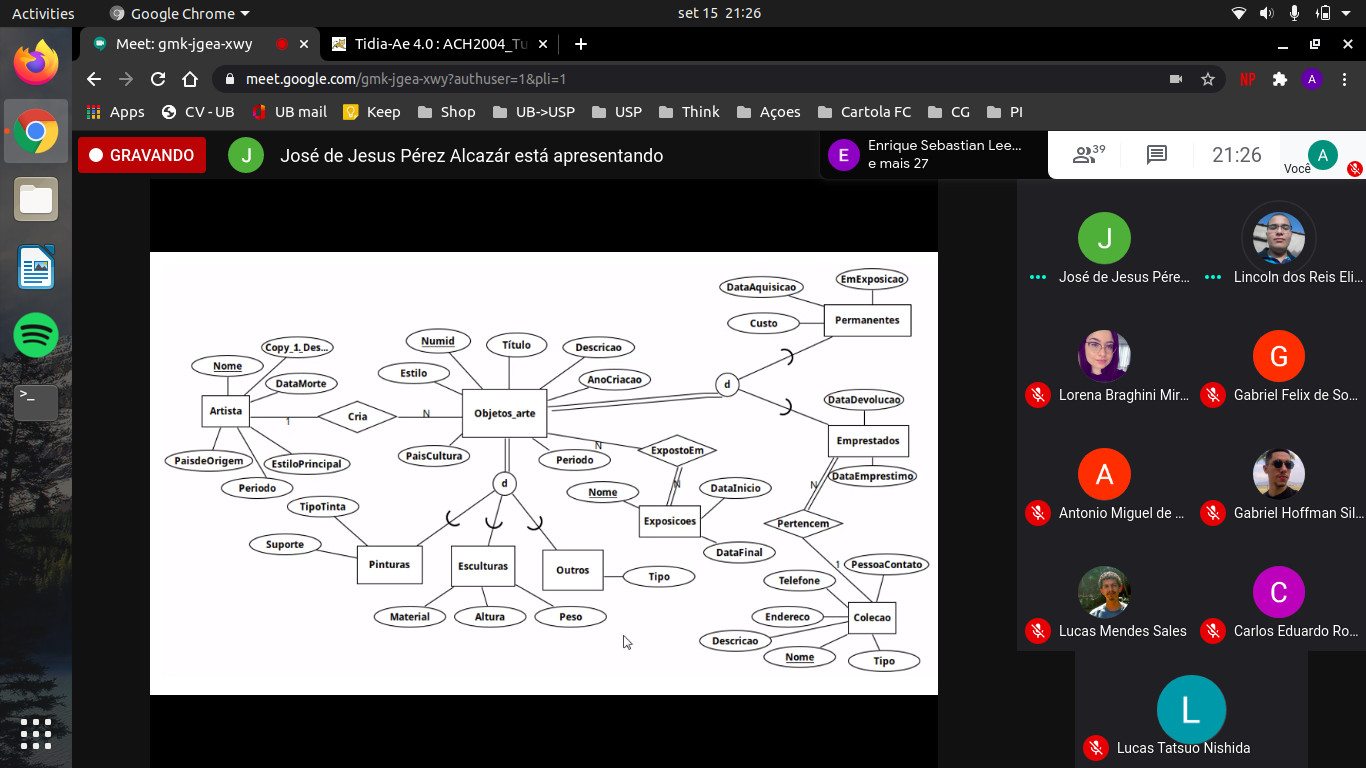 Activities
Google Chrome
set 15 21:26
Meet: gmk-jgea-xwy
Tidia-Ae 4.0 : ACH2004_Tu
meet.google.com/gmk-jgea-xwy?authuser=1&pli=1
NP
A
Apps
CV - UB
UB mail
Keep
Shop
UB->USP
USP
Think
Açoes
Cartola FC
CG
PI
GRAVANDO
J
José de Jesus Pérez Alcazár está apresentando
E
Enrique Sebastian Lee...
e mais 27
39
21:26
Você
A
DataAquisicao
EmExposicao
Custo
Permanentes
Numid
Título
Descricao
Estilo
AnoCriacao
Copy_1_Des...
Nome
DataMorte
Artista
1
Cria
N
Objetos_arte
d
DataDevolucao
Emprestados
DataEmprestimo
PaisdeOrigem
EstiloPrincipal
Periodo
PaisCultura
Periodo
N
ExpostoEm
N
d
Nome
DataInicio
Exposicoes
DataFinal
N
Pertencem
1
TipoTinta
Suporte
Pinturas
Esculturas
Outros
Tipo
Material
Altura
Peso
PessoaContato
Telefone
Endereco
Colecao
Descricao
Nome
Tipo
J
José de Jesus Pére...
Lincoln dos Reis Eli...
Lorena Braghini Mir...
G
Gabriel Felix de So...
A
Antonio Miguel de ...
Gabriel Hoffman Sil...
Lucas Mendes Sales
C
Carlos Eduardo Ro...
L
Lucas Tatsuo Nishida
>_